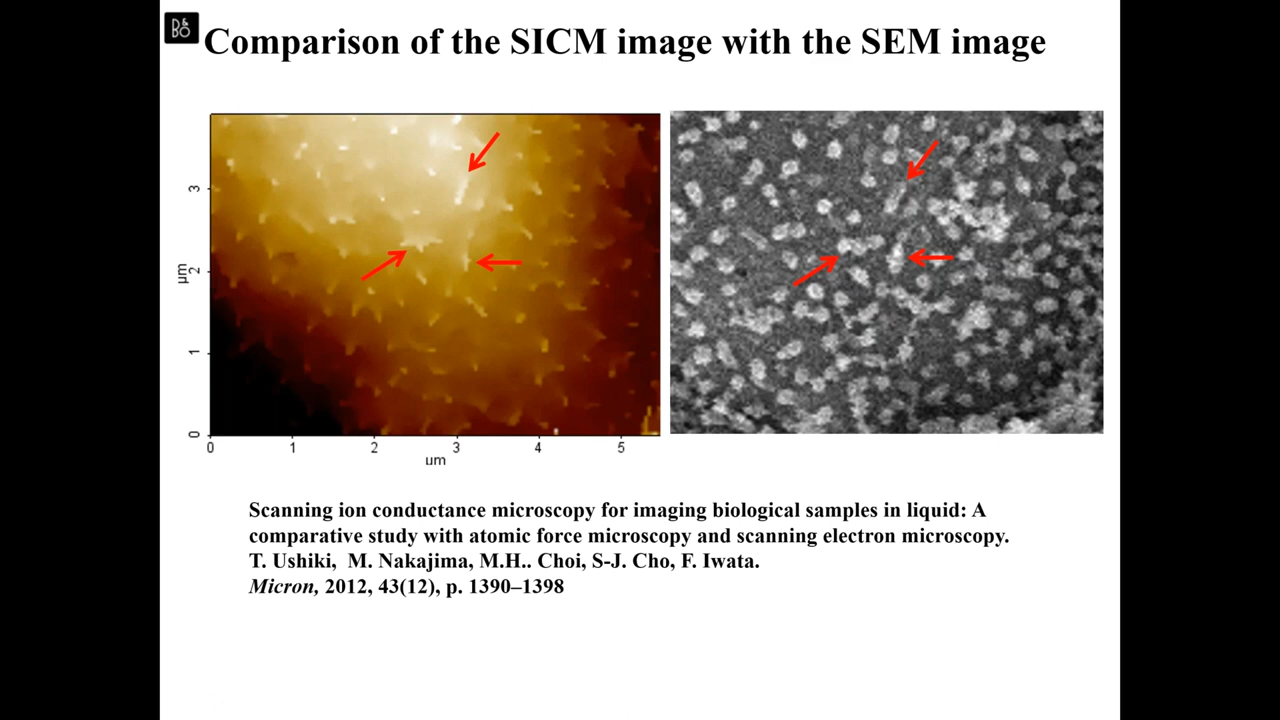 B&O
Comparison of the SICM image with the SEM image
3
2
1
0
µm
0 1 2 3 4 5
um
Scanning ion conductance microscopy for imaging biological samples in liquid: A
comparative study with atomic force microscopy and scanning electron microscopy.
T. Ushiki, M. Nakajima, M.H.. Choi, S-J. Cho, F. Iwata.
Micron, 2012, 43(12), p. 1390–1398